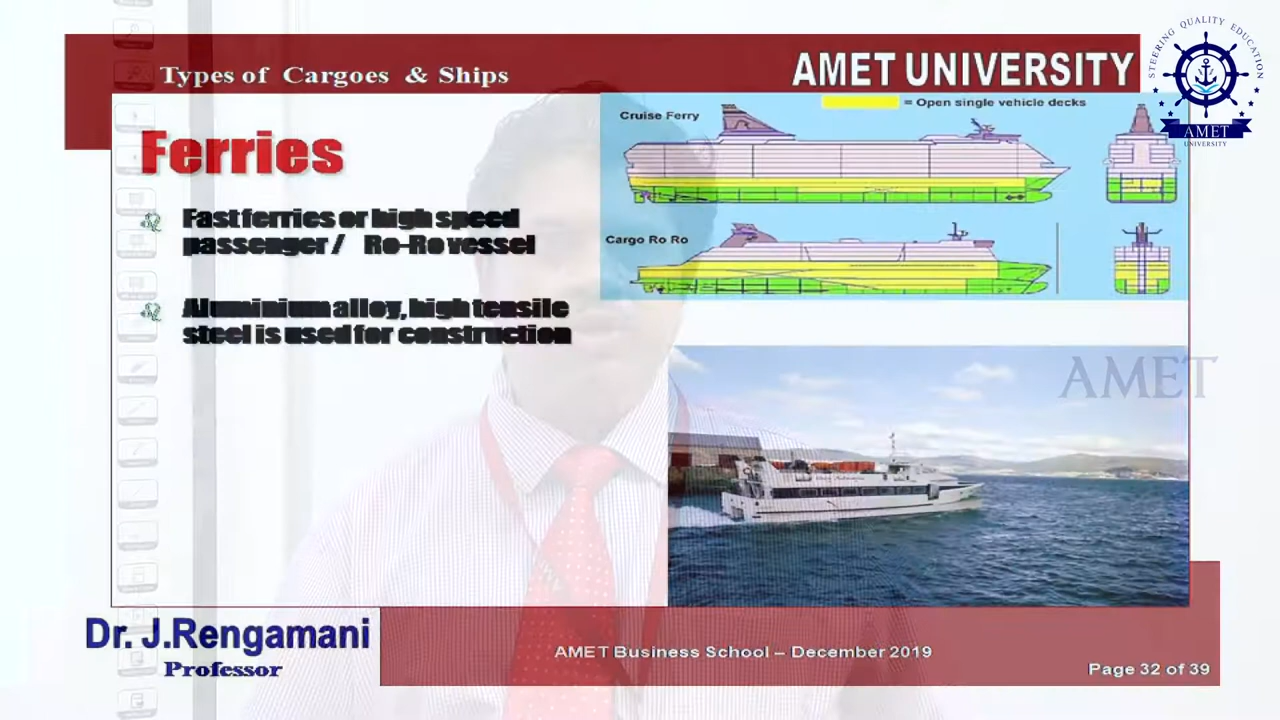 Types of Cargoes & Ships
AMET UNIVERSITY
STEERING QUALITY EDUCATION
AMET
UNIVERSITY
Ferries
Fast ferries or high speed
passenger / Ro-Ro vessel
Aluminium alloy, high tensile
steel is used for construction
= Open single vehicle decks
Cruise Ferry
Cargo Ro Ro
AMET
Dr. J.Rengamani
Professor
AMET Business School – December 2019
Page 32 of 39